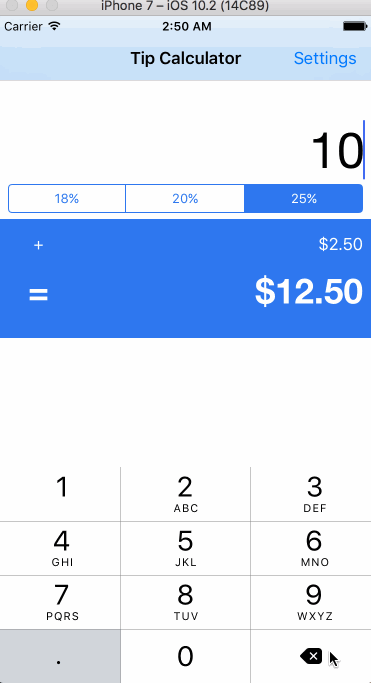 iPhone 7 – iOS 10.2 (14C89)
Carrier 2:50 AM
Tip Calculator Settings
10
18% 20% 25%
+ $2.50
= $12.50
1 2 3
ABC DEF
4 5 6
GHI JKL MNO
7 8 9
PQRS TUV WXYZ
. 0